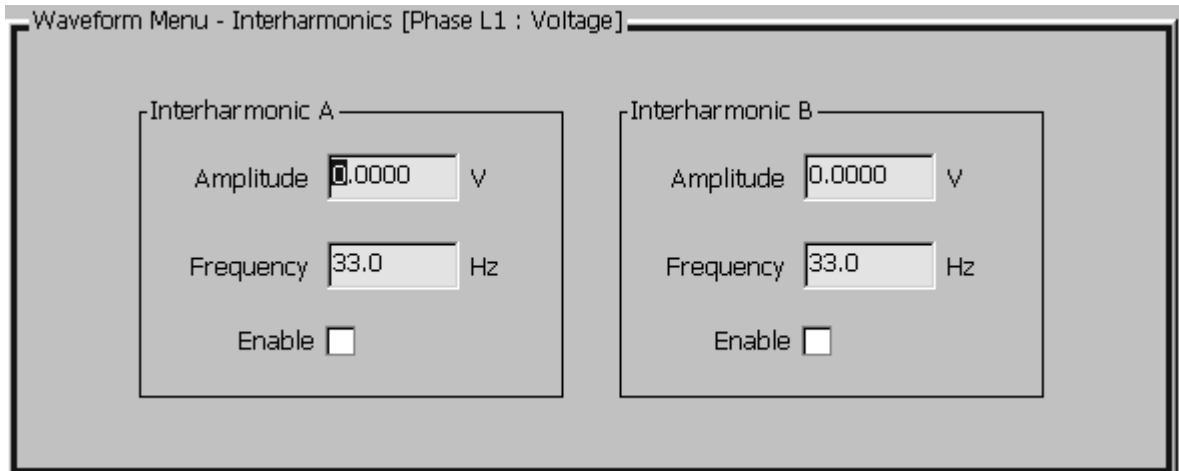 Waveform Menu - Interharmonics [Phase L1 : Voltage]
Interharmonic A
Amplitude 0.0000 V
Frequency 33.0 Hz
Enable
Interharmonic B
Amplitude 0.0000 V
Frequency 33.0 Hz
Enable